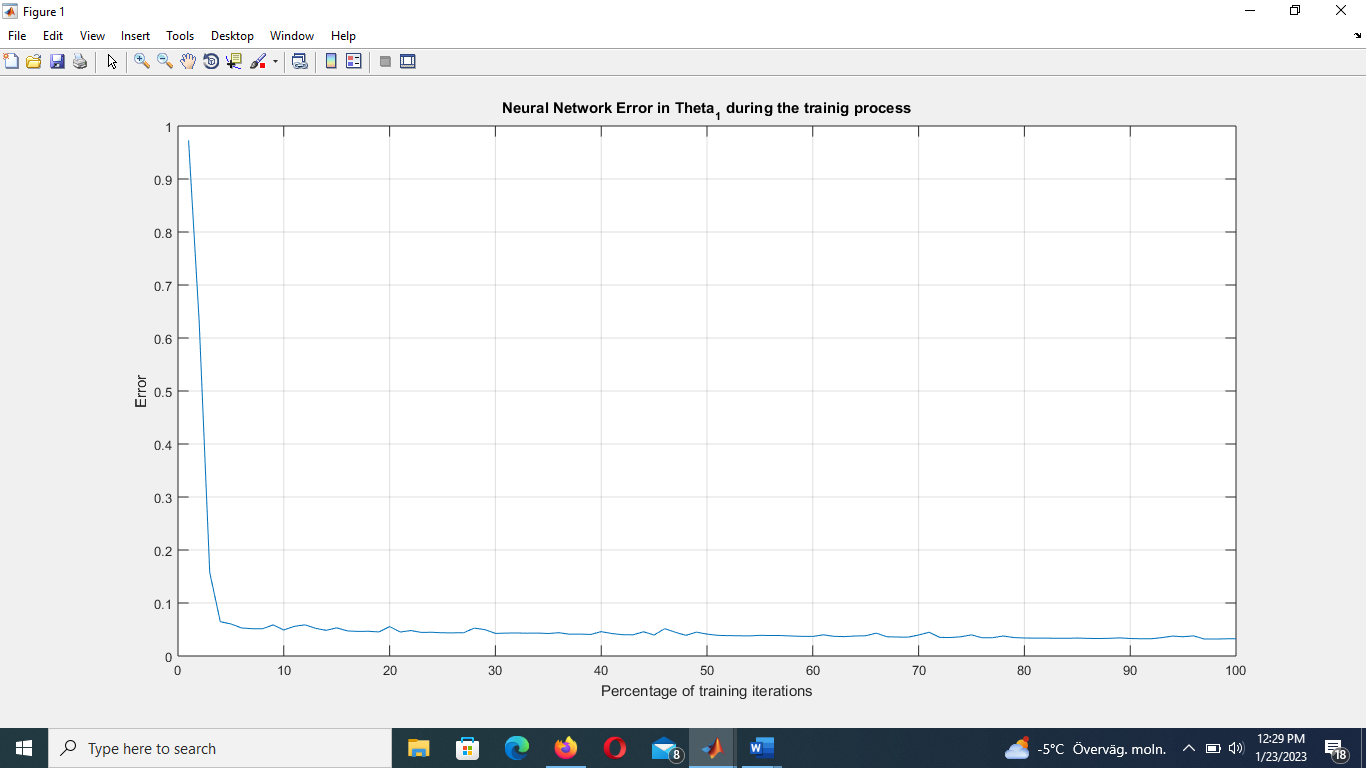 Figure 1
File Edit View Insert Tools Desktop Window Help
Neural Network Error in Theta1 during the trainig process
1
0.9
0.8
0.7
0.6
0.5
0.4
0.3
0.2
0.1
0
Error
0 10 20 30 40 50 60 70 80 90 100
Percentage of training iterations
Type here to search
8
W
-5°C Överväg. moln.
12:29 PM
1/23/2023
18